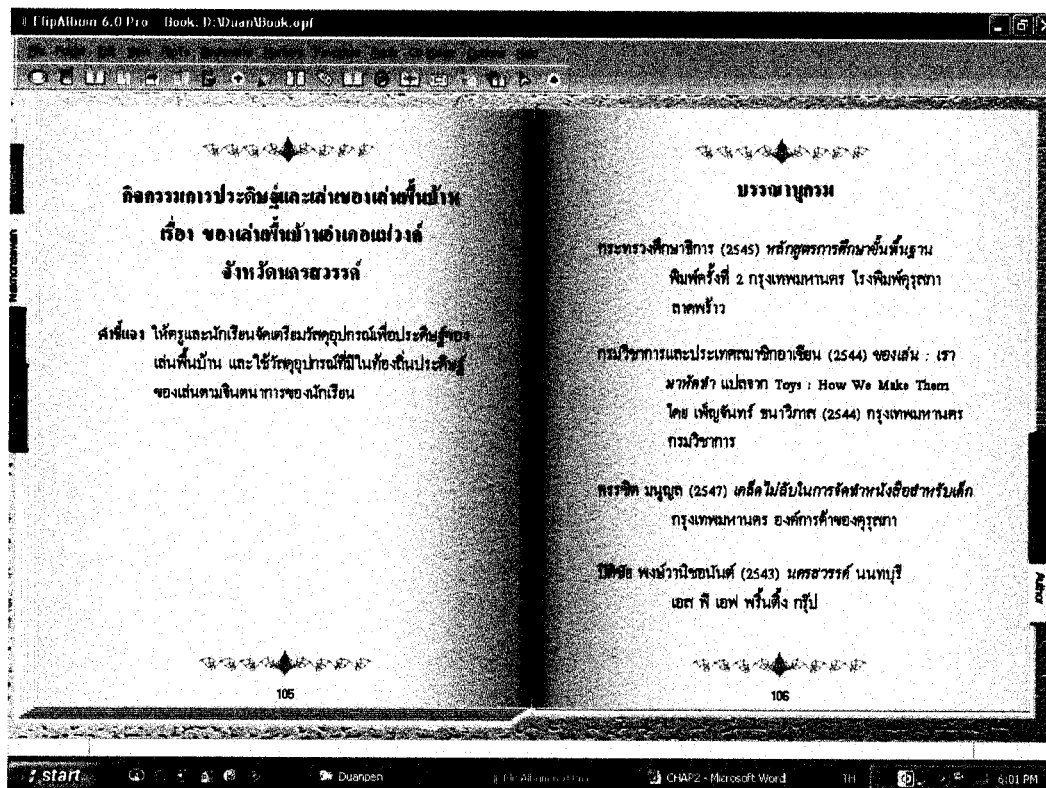 FlipAlbum 6.0 Pro Book: D:\Duan\Book.opf
กิจกรรมการประดิษฐ์และเล่นของเล่นพื้นบ้าน
เรื่อง ของเล่นพื้นบ้านอำเภอแม่วงก์
จังหวัดนครสวรรค์
คำชี้แจง ให้ครูและนักเรียนจัดเตรียมวัสดุอุปกรณ์เพื่อประดิษฐ์ของ
เล่นพื้นบ้าน และใช้วัสดุอุปกรณ์ที่มีในท้องถิ่นประดิษฐ์
ของเล่นตามจินตนาการของนักเรียน
105
บรรณานุกรม
กระทรวงศึกษาธิการ (2545) หลักสูตรการศึกษาขั้นพื้นฐาน
พิมพ์ครั้งที่ 2 กรุงเทพมหานคร โรงพิมพ์คุรุสภา
ลาดพร้าว
กรมวิชาการและประเทศสมาชิกอาเซียน (2544) ของเล่น : เรา
มาหัดทำ แปลจาก Toys : How We Make Them
โดย เพ็ญจันทร์ ธนาวิภาส (2544) กรุงเทพมหานคร
กรมวิชาการ
มนูญล (2547) เคล็ดไม่ลับในการจัดทำหนังสือสำหรับเด็ก
กรุงเทพมหานคร องค์การค้าของคุรุสภา
ปิติชัย พงษ์วานิชอนันต์ (2543) นครสวรรค์ นนทบุรี
เอส พี เอฟ พริ้นติ้ง กรุ๊ป
106
Author
start
Duanpen
CHAP2 - Microsoft Word
TH
6:01 PM